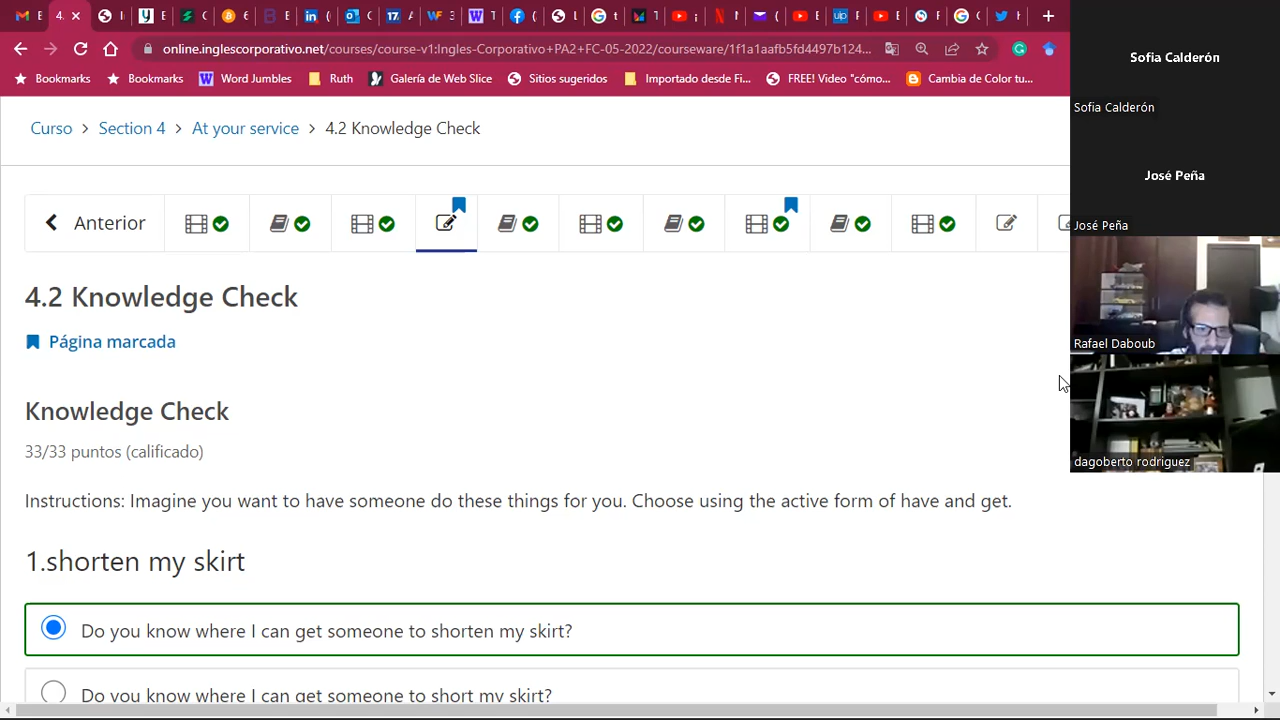 4.
online.inglescorporativo.net/courses/course-v1:Ingles-Corporativo+PA2+FC-05-2022/courseware/1f1a1aafb5fd4497b124...
Bookmarks
Bookmarks
Word Jumbles
Ruth
Galería de Web Slice
Sitios sugeridos
Importado desde Fi...
FREE! Video "cómo...
Cambia de Color tu...
Sofia Calderón
Sofia Calderón
José Peña
José Peña
Rafael Daboub
dagoberto rodriguez
Curso > Section 4 > At your service > 4.2 Knowledge Check
Anterior
4.2 Knowledge Check
Página marcada
Knowledge Check
33/33 puntos (calificado)
Instructions: Imagine you want to have someone do these things for you. Choose using the active form of have and get.
1.shorten my skirt
Do you know where I can get someone to shorten my skirt?
Do you know where I can get someone to short my skirt?